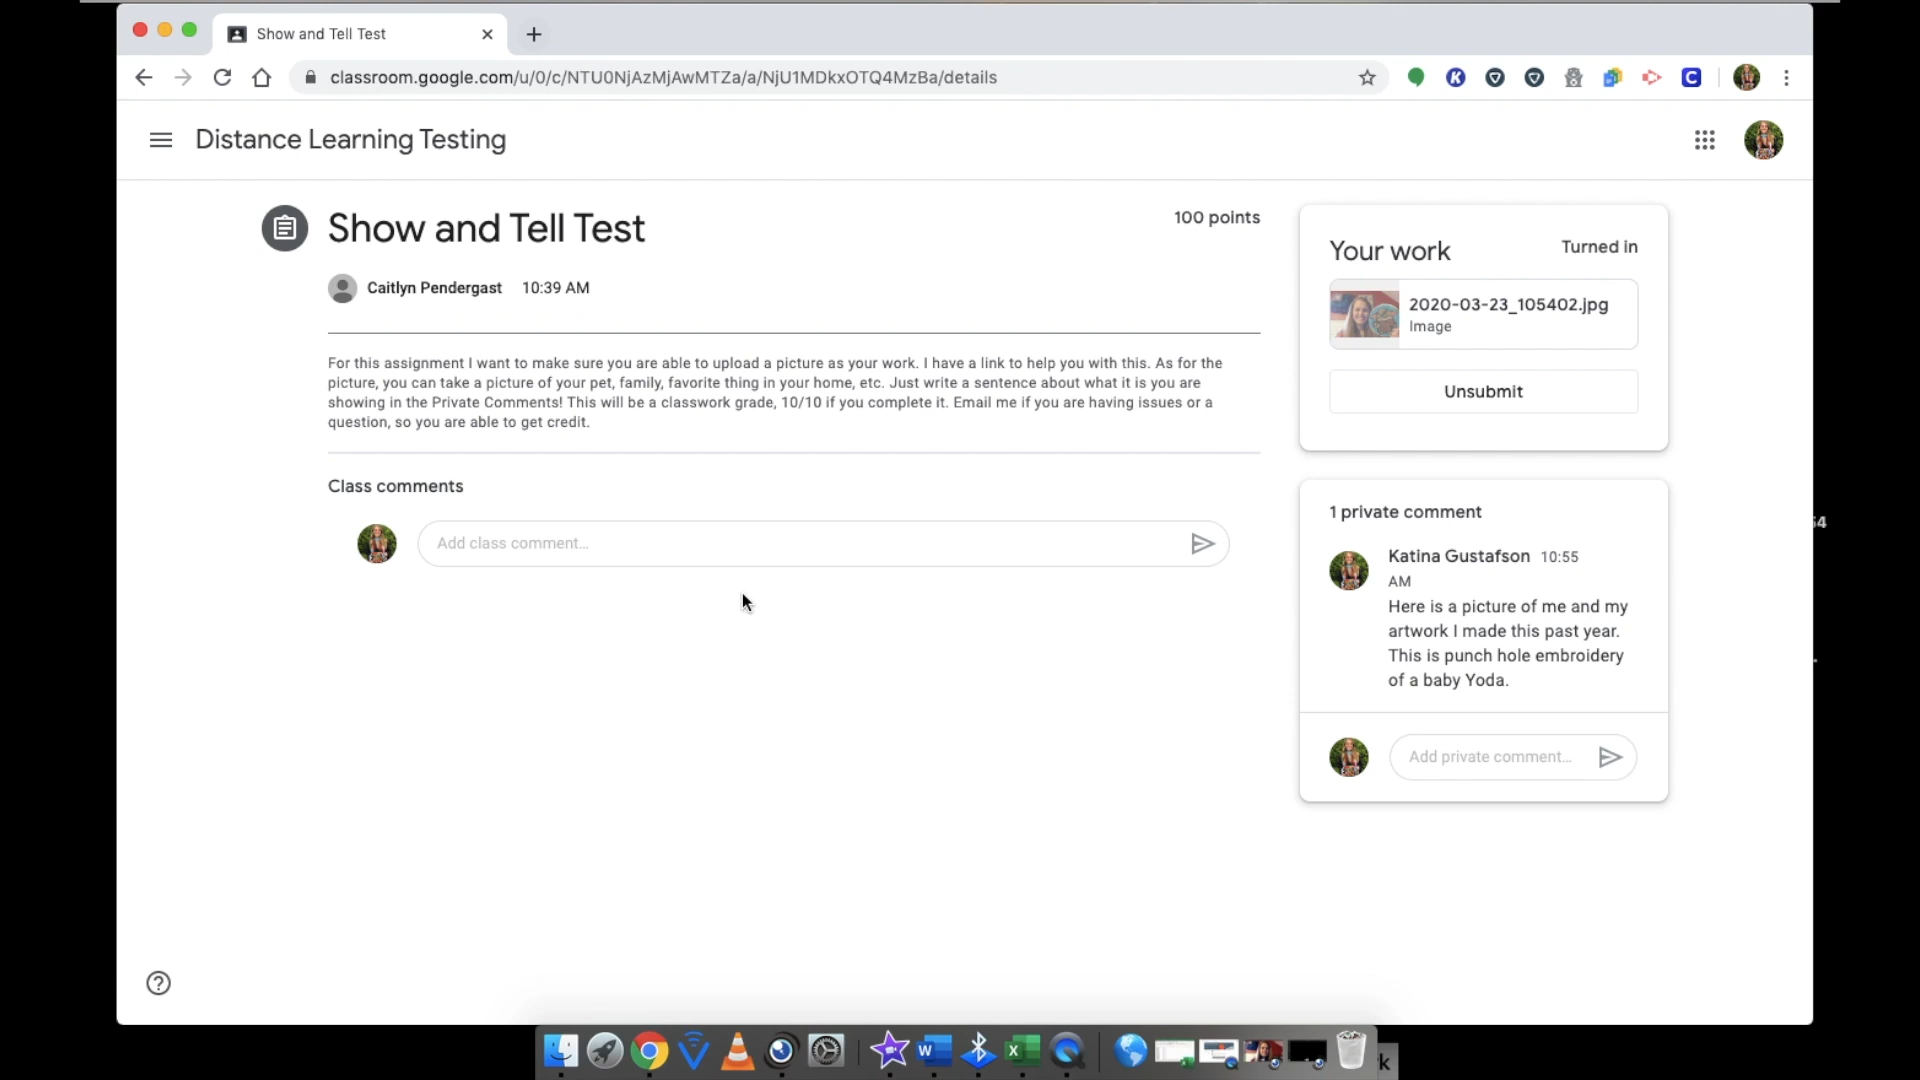 Show and Tell Test
classroom.google.com/u/0/c/NTU0NjAzMjAwMTZa/a/NjU1MDkxOTQ4MzBa/details
Distance Learning Testing
Show and Tell Test
100 points
Caitlyn Pendergast 10:39 AM
For this assignment I want to make sure you are able to upload a picture as your work. I have a link to help you with this. As for the
picture, you can take a picture of your pet, family, favorite thing in your home, etc. Just write a sentence about what it is you are
showing in the Private Comments! This will be a classwork grade, 10/10 if you complete it. Email me if you are having issues or a
question, so you are able to get credit.
Class comments
Add class comment…
Your work
Turned in
2020-03-23_105402.jpg
Image
Unsubmit
1 private comment
Katina Gustafson 10:55
AM
Here is a picture of me and my
artwork I made this past year.
This is punch hole embroidery
of a baby Yoda.
Add private comment…